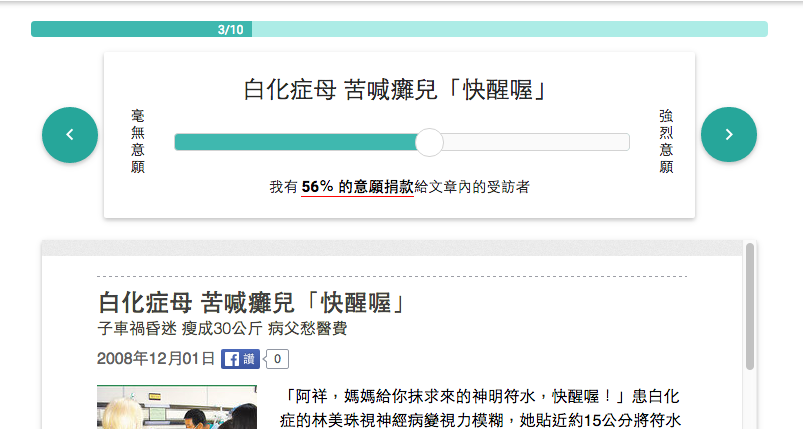 3/10
白化症母 苦喊癱兒「快醒喔」
毫無意願
強烈意願
我有 56% 的意願捐款給文章內的受訪者
白化症母 苦喊癱兒「快醒喔」
子車禍昏迷 瘦成30公斤 病父愁醫費
2008年12月01日 讚 0
「阿祥，媽媽給你抹求來的神明符水，快醒喔！」患白化
症的林美珠視神經病變視力模糊，她貼近約15公分將符水